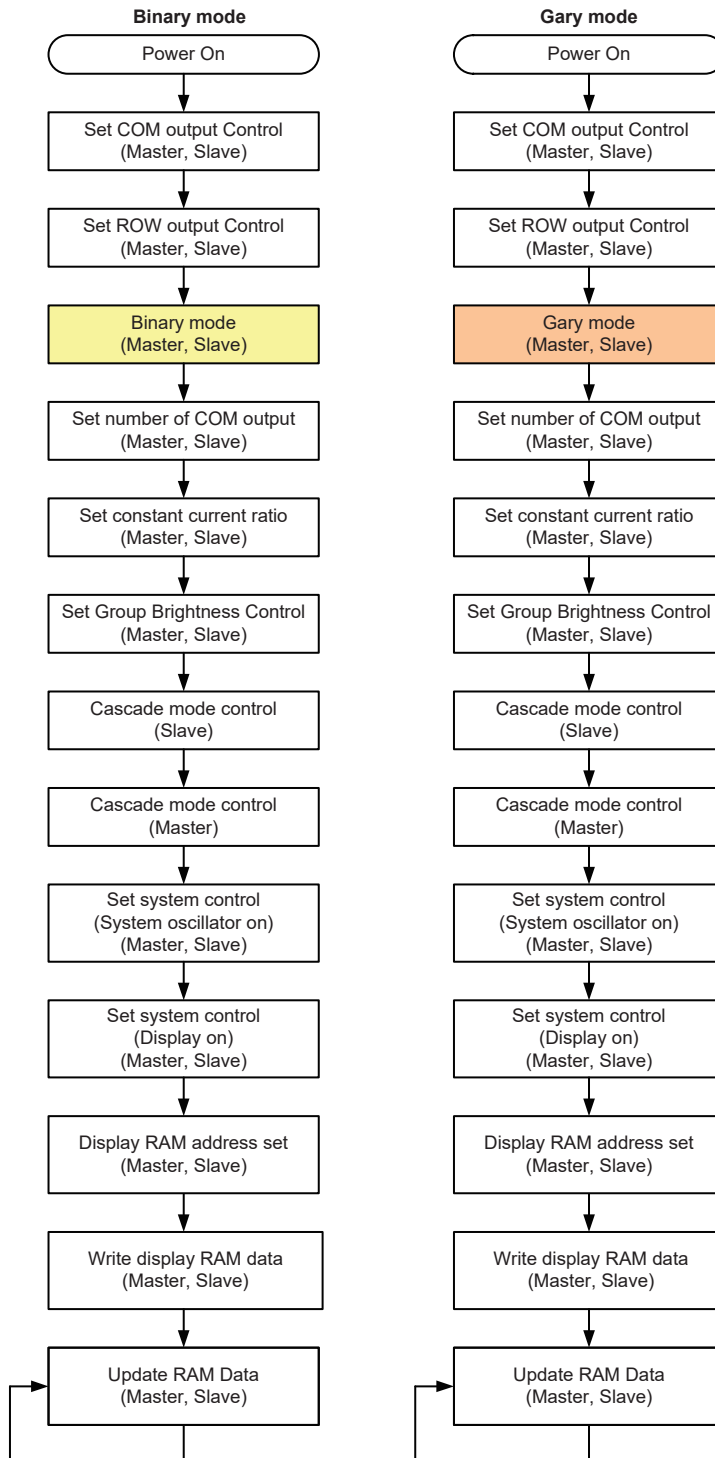 Binary mode
Power On
Set COM output Control
(Master, Slave)
Set ROW output Control
(Master, Slave)
Binary mode
(Master, Slave)
Set number of COM output
(Master, Slave)
Set constant current ratio
(Master, Slave)
Set Group Brightness Control
(Master, Slave)
Cascade mode control
(Slave)
Cascade mode control
(Master)
Set system control
(System oscillator on)
(Master, Slave)
Set system control
(Display on)
(Master, Slave)
Display RAM address set
(Master, Slave)
Write display RAM data
(Master, Slave)
Update RAM Data
(Master, Slave)
Gary mode
Power On
Set COM output Control
(Master, Slave)
Set ROW output Control
(Master, Slave)
Gary mode
(Master, Slave)
Set number of COM output
(Master, Slave)
Set constant current ratio
(Master, Slave)
Set Group Brightness Control
(Master, Slave)
Cascade mode control
(Slave)
Cascade mode control
(Master)
Set system control
(System oscillator on)
(Master, Slave)
Set system control
(Display on)
(Master, Slave)
Display RAM address set
(Master, Slave)
Write display RAM data
(Master, Slave)
Update RAM Data
(Master, Slave)